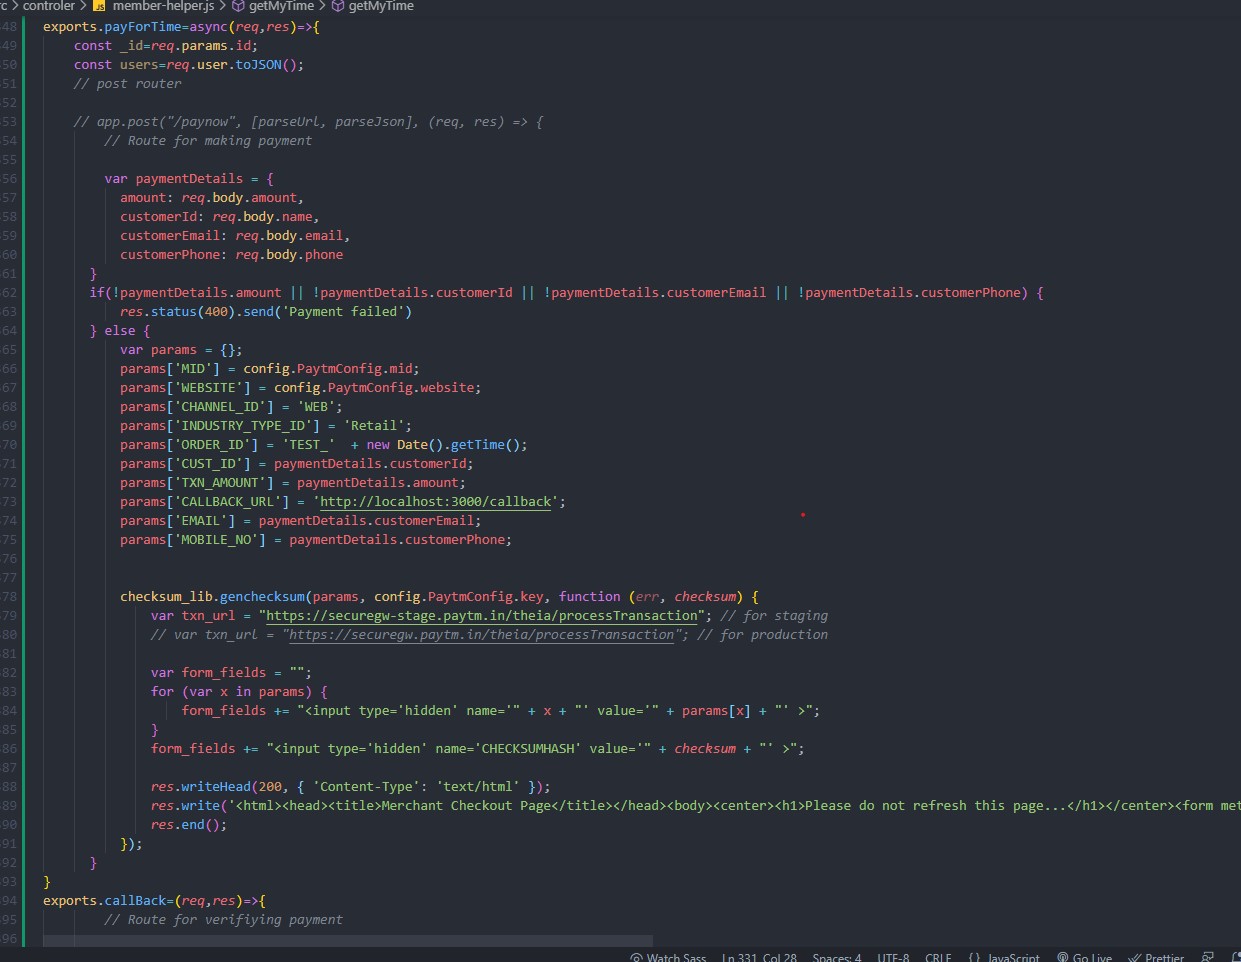 rc > controler > JS member-helper.js > getMyTime > getMyTime
48 exports.payForTime=async(req,res)=>{
49 const _id=req.params.id;
50 const users=req.user.toJSON();
51 // post router
52
53 // app.post("/paynow", [parseUrl, parseJson], (req, res) => {
54 // Route for making payment
55
56 var paymentDetails = {
57 amount: req.body.amount,
58 customerId: req.body.name,
59 customerEmail: req.body.email,
60 customerPhone: req.body.phone
61 }
62 if(!paymentDetails.amount || !paymentDetails.customerId || !paymentDetails.customerEmail || !paymentDetails.customerPhone) {
63 res.status(400).send('Payment failed')
64 } else {
65 var params = {};
66 params['MID'] = config.PaytmConfig.mid;
67 params['WEBSITE'] = config.PaytmConfig.website;
68 params['CHANNEL_ID'] = 'WEB';
69 params['INDUSTRY_TYPE_ID'] = 'Retail';
70 params['ORDER_ID'] = 'TEST_' + new Date().getTime();
71 params['CUST_ID'] = paymentDetails.customerId;
72 params['TXN_AMOUNT'] = paymentDetails.amount;
73 params['CALLBACK_URL'] = 'http://localhost:3000/callback';
74 params['EMAIL'] = paymentDetails.customerEmail;
75 params['MOBILE_NO'] = paymentDetails.customerPhone;
76
77
78 checksum_lib.genchecksum(params, config.PaytmConfig.key, function (err, checksum) {
79 var txn_url = "https://securegw-stage.paytm.in/theia/processTransaction"; // for staging
80 // var txn_url = "https://securegw.paytm.in/theia/processTransaction"; // for production
81
82 var form_fields = "";
83 for (var x in params) {
84 form_fields += "<input type='hidden' name='" + x + "' value='" + params[x] + "' >";
85 }
86 form_fields += "<input type='hidden' name='CHECKSUMHASH' value='" + checksum + "' >";
87
88 res.writeHead(200, { 'Content-Type': 'text/html' });
89 res.write('<html><head><title>Merchant Checkout Page</title></head><body><center><h1>Please do not refresh this page...</h1></center><form met
90 res.end();
91 });
92 }
93 }
94 exports.callBack=(req,res)=>{
95 // Route for verifiying payment
96
Watch Sass Ln 331, Col 28 Spaces: 4 UTF-8 CRLF {} JavaScript Go Live Prettier